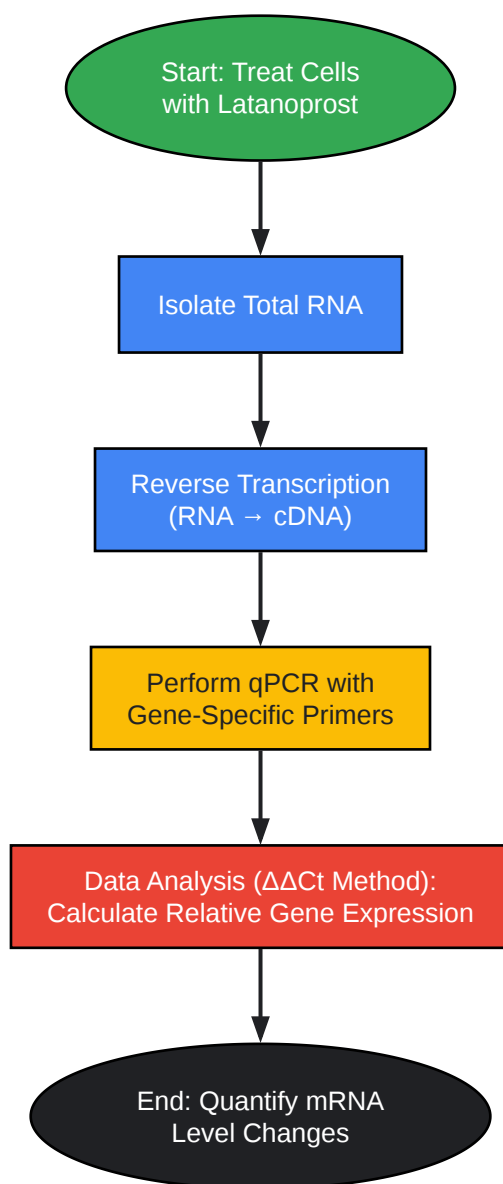 Start: Treat Cells
with Latanoprost
Isolate Total RNA
Reverse Transcription
(RNA → cDNA)
Perform qPCR with
Gene-Specific Primers
Data Analysis (ΔΔCt Method):
Calculate Relative Gene Expression
End: Quantify mRNA
Level Changes